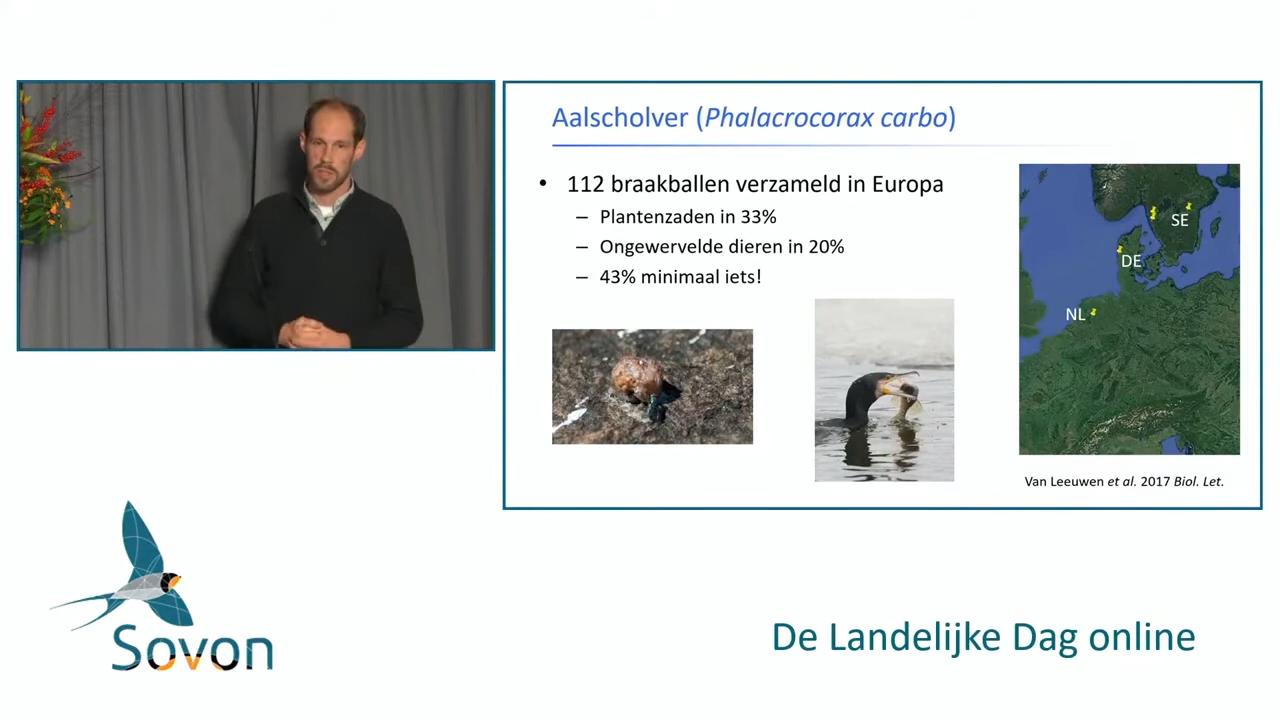 Aalscholver (Phalacrocorax carbo)
• 112 braakballen verzameld in Europa
– Plantenzaden in 33%
– Ongewervelde dieren in 20%
– 43% minimaal iets!
SE
DE
NL
Van Leeuwen et al. 2017 Biol. Let.
Sovon
De Landelijke Dag online